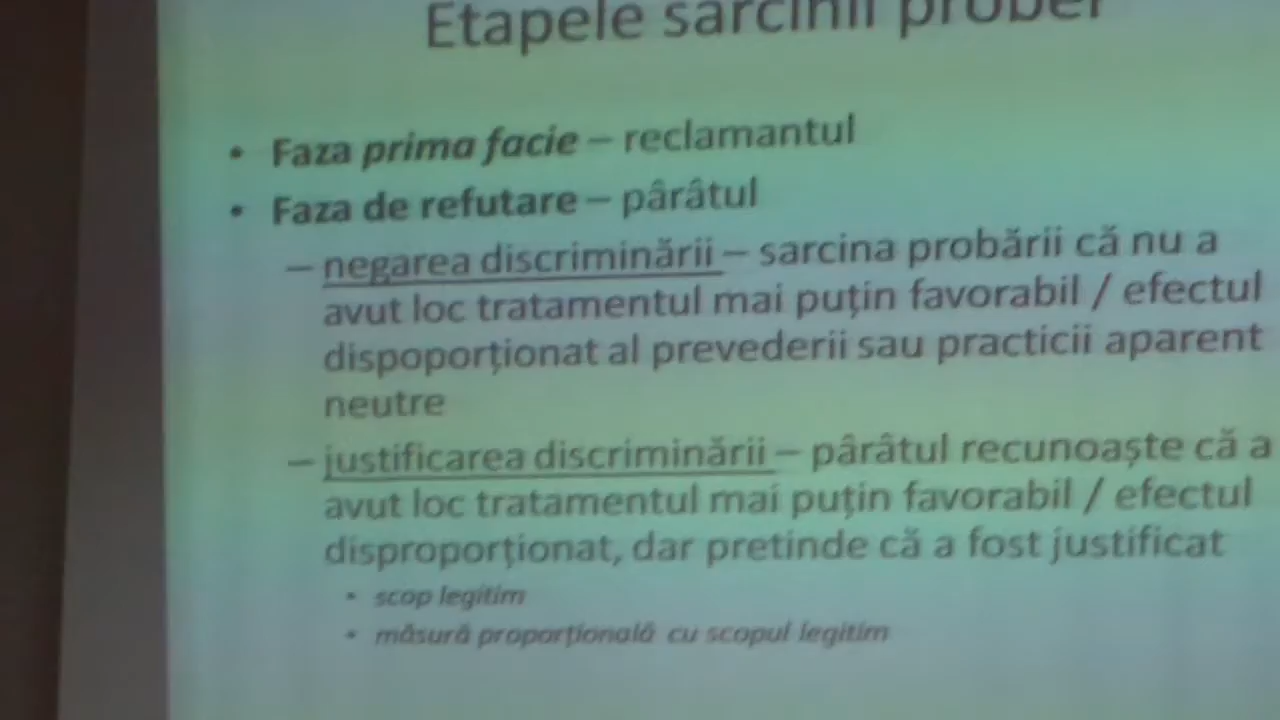 Etapele sarcinii probei
• Faza prima facie – reclamantul
• Faza de refutare – pârâtul
– negarea discriminării – sarcina probării că nu a
avut loc tratamentul mai puțin favorabil / efectul
dispoporționat al prevederii sau practicii aparent
neutre
– justificarea discriminării – pârâtul recunoaște că a
avut loc tratamentul mai puțin favorabil / efectul
disproporționat, dar pretinde că a fost justificat
• scop legitim
• măsură proporțională cu scopul legitim